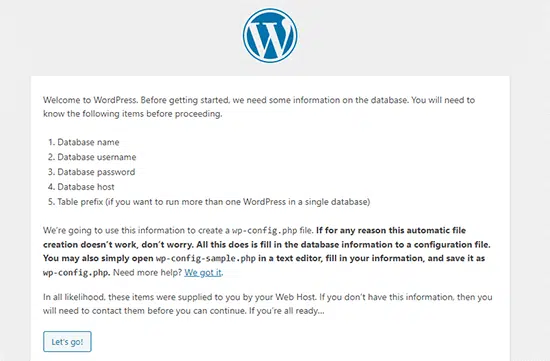 Welcome to WordPress. Before getting started, we need some information on the database. You will need to
know the following items before proceeding.
1. Database name
2. Database username
3. Database password
4. Database host
5. Table prefix (if you want to run more than one WordPress in a single database)
We're going to use this information to create a wp-config.php file. If for any reason this automatic file
creation doesn't work, don't worry. All this does is fill in the database information to a configuration file.
You may also simply open wp-config-sample.php in a text editor, fill in your information, and save it as
wp-config.php. Need more help? We got it.
In all likelihood, these items were supplied to you by your Web Host. If you don't have this information, then you
will need to contact them before you can continue. If you're all ready…
Let's go!